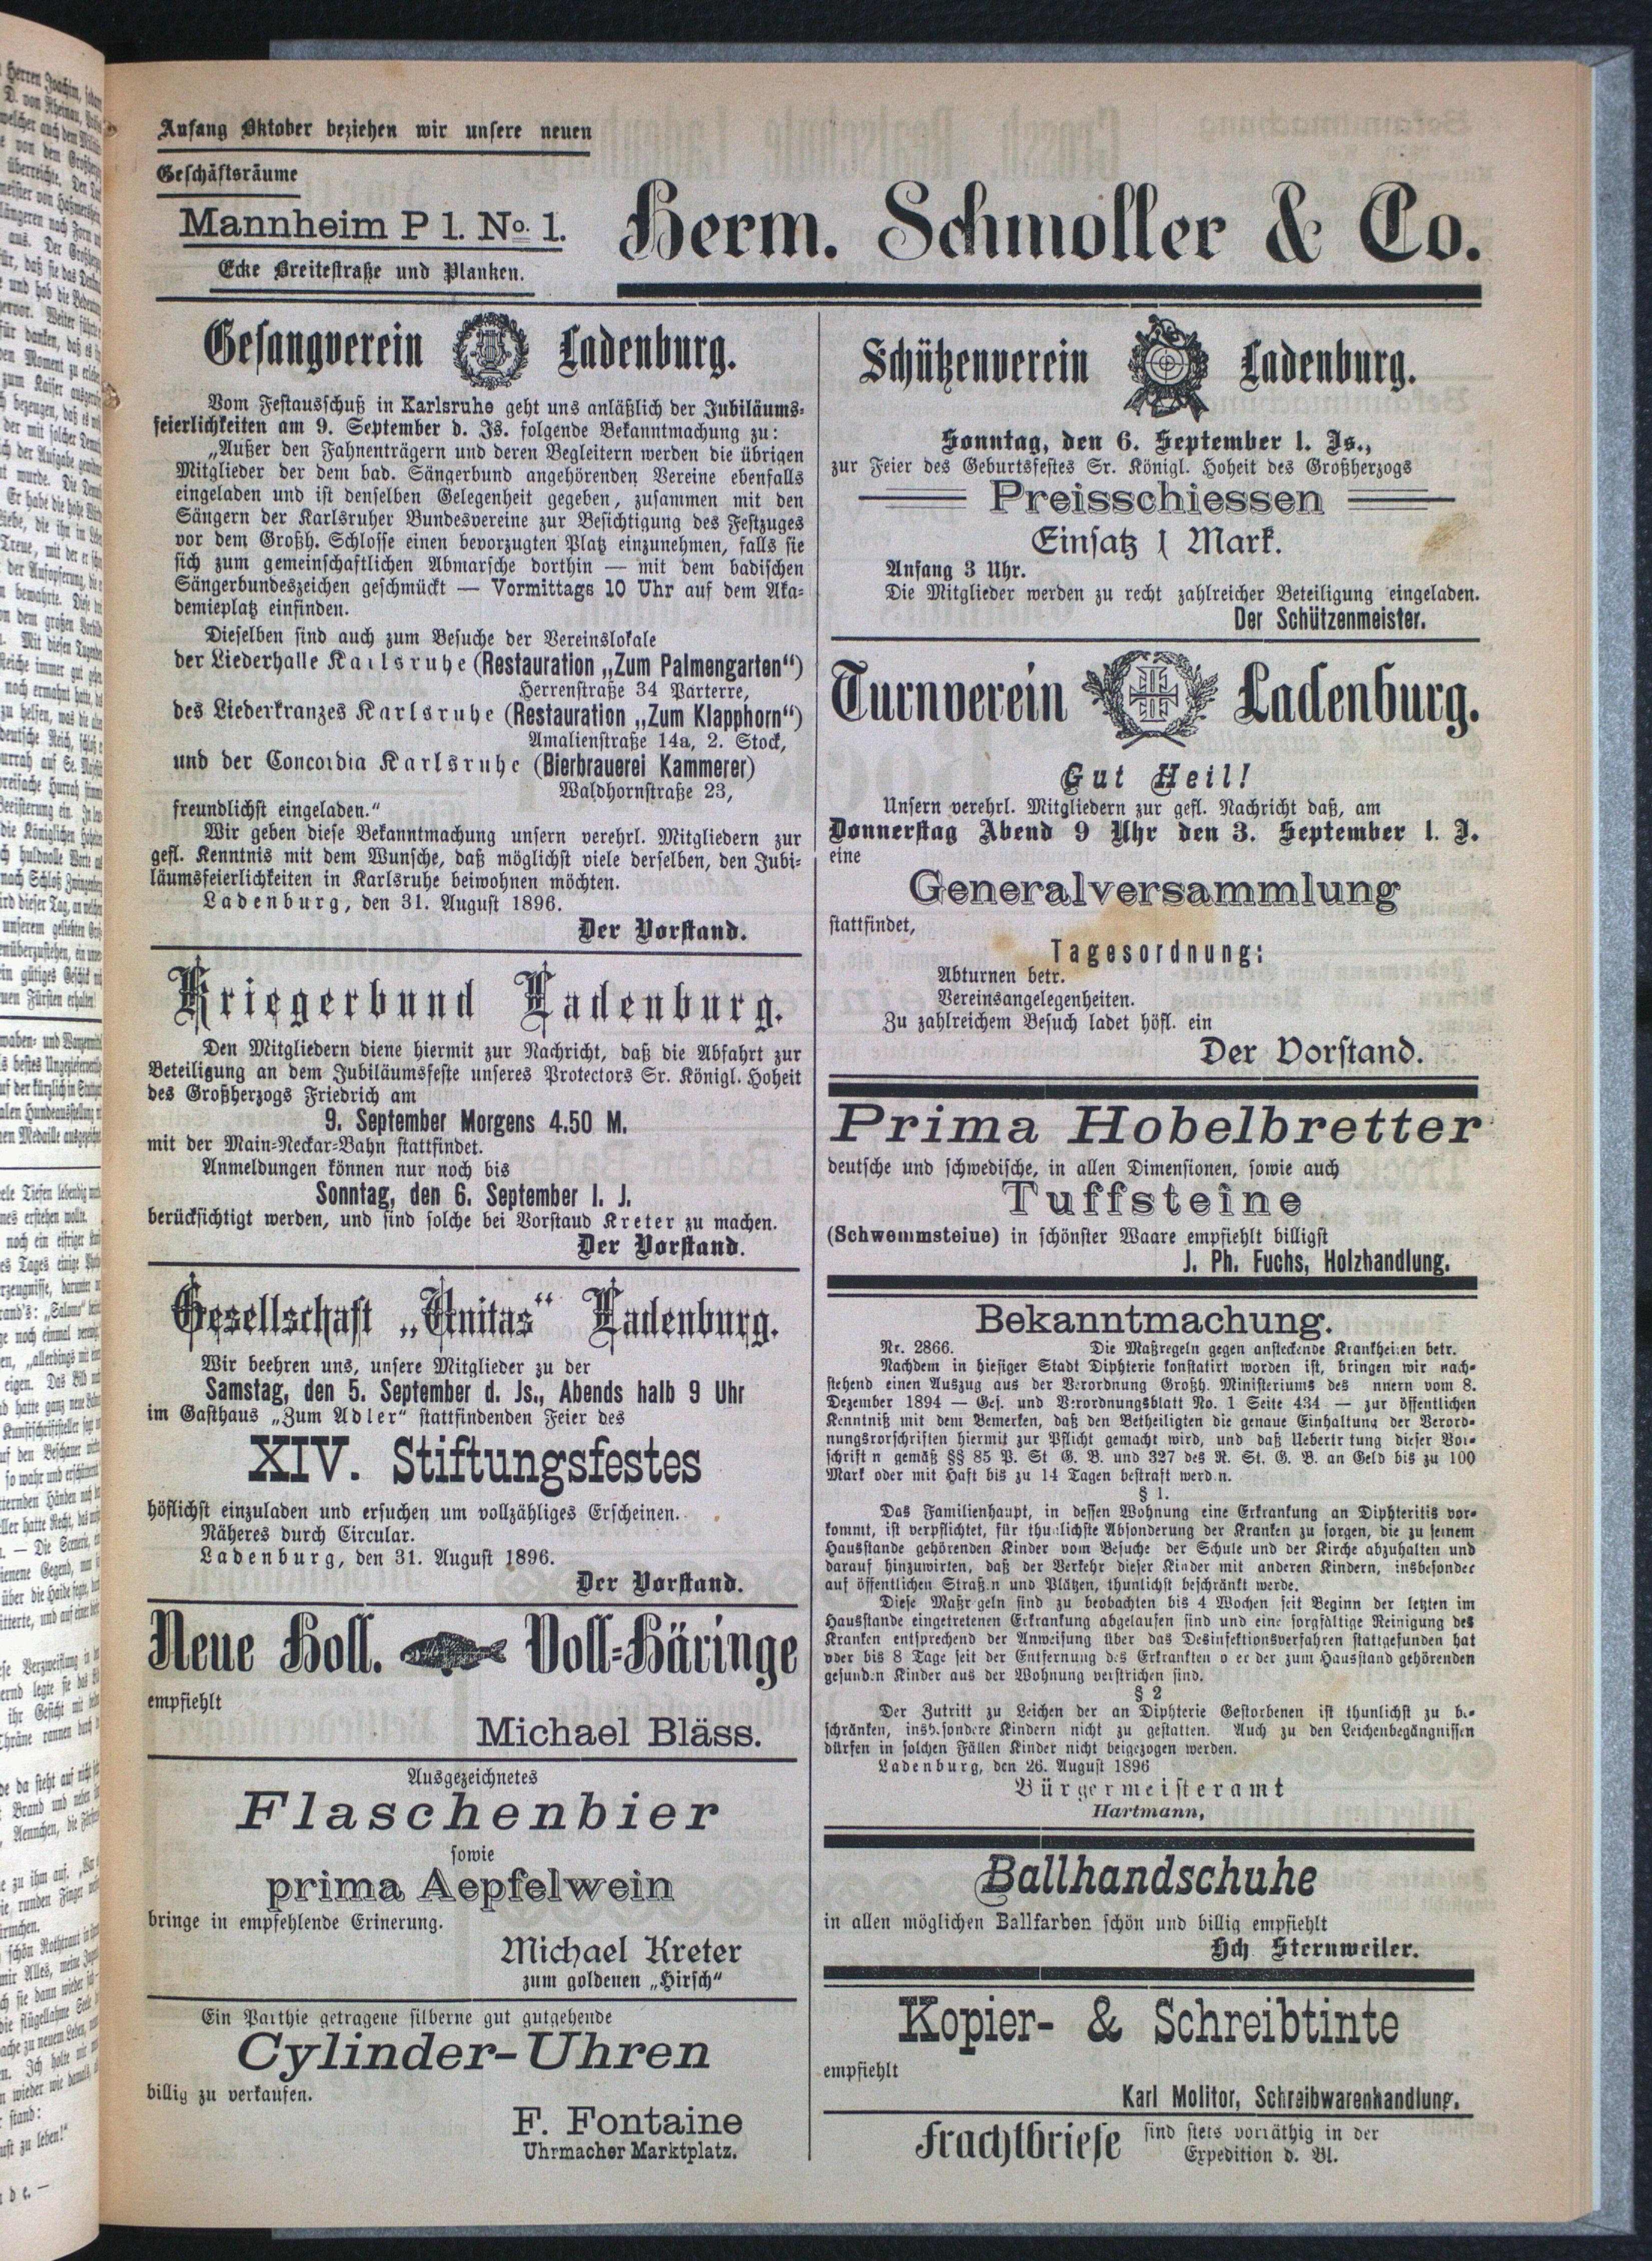 Anfang Oktober beziehen wir unsere neuen
Geschäftsräume
Mannheim P 1. No. 1.
Ecke Breitestraße und Planken.
Herm. Schmoller & Co.
Gesangverein Ladenburg.
Vom Festausschuß in Karlsruhe geht uns anläßlich der Jubiläums-
feierlichkeiten am 9. September d. Js. folgende Bekanntmachung zu:
„Außer den Fahnenträgern und deren Begleitern werden die übrigen
Mitglieder der dem bad. Sängerbund angehörenden Vereine ebenfalls
eingeladen und ist denselben Gelegenheit gegeben, zusammen mit den
Sängern der Karlsruher Bundesvereine zur Besichtigung des Festzuges
vor dem Großh. Schlosse einen bevorzugten Platz einzunehmen, falls sie
sich zum gemeinschaftlichen Abmarsche dorthin — mit dem badischen
Sängerbundeszeichen geschmückt — Vormittags 10 Uhr auf dem Aka-
demieplatz einfinden.
Dieselben sind auch zum Besuche der Vereinslokale
der Liederhalle Karlsruhe (Restauration „Zum Palmengarten“)
Herrenstraße 34 Parterre,
des Liederkranzes Karlsruhe (Restauration „Zum Klapphorn“)
Amalienstraße 14a, 2. Stock,
und der Concordia Karlsruhe (Bierbrauerei Kammerer)
Waldhornstraße 23,
freundlichst eingeladen.“
Wir geben diese Bekanntmachung unsern verehrl. Mitgliedern zur
gefl. Kenntnis mit dem Wunsche, daß möglichst viele derselben, den Jubi-
läumsfeierlichkeiten in Karlsruhe beiwohnen möchten.
Ladenburg, den 31. August 1896.
Der Vorstand.
Kriegerbund Ladenburg.
Den Mitgliedern diene hiermit zur Nachricht, daß die Abfahrt zur
Beteiligung an dem Jubiläumsfeste unseres Protectors Sr. Königl. Hoheit
des Großherzogs Friedrich am
9. September Morgens 4.50 M.
mit der Main-Neckar-Bahn stattfindet.
Anmeldungen können nur noch bis
Sonntag, den 6. September l. J.
berücksichtigt werden, und sind solche bei Vorstaud Kreter zu machen.
Der Vorstand.
Gesellschaft „Unitas“ Ladenburg.
Wir beehren uns, unsere Mitglieder zu der
Samstag, den 5. September d. Js., Abends halb 9 Uhr
im Gasthaus „Zum Adler“ stattfindenden Feier des
XIV. Stiftungsfestes
höflichst einzuladen und ersuchen um vollzähliges Erscheinen.
Näheres durch Circular.
Ladenburg, den 31. August 1896.
Der Vorstand.
Neue Holl. Voll-Häringe
empfiehlt
Michael Bläss.
Ausgezeichnetes
Flaschenbier
sowie
prima Aepfelwein
bringe in empfehlende Erinerung.
Michael Kreter
zum goldenen „Hirsch“
Ein Parthie getragene silberne gut gutgehende
Cylinder-Uhren
billig zu verkaufen.
F. Fontaine
Uhrmacher Marktplatz.
Schützenverein Ladenburg.
Sonntag, den 6. September l. Js.,
zur Feier des Geburtsfestes Sr. Königl. Hoheit des Großherzogs
Preisschiessen
Einsatz 1 Mark.
Anfang 3 Uhr.
Die Mitglieder werden zu recht zahlreicher Beteiligung eingeladen.
Der Schützenmeister.
Turnverein Ladenburg.
Gut Heil!
Unsern verehrl. Mitgliedern zur gefl. Nachricht daß, am
Donnerstag Abend 9 Uhr den 3. September l. J.
eine
Generalversammlung
stattfindet,
Tagesordnung:
Abturnen betr.
Vereinsangelegenheiten.
Zu zahlreichem Besuch ladet höfl. ein
Der Vorstand.
Prima Hobelbretter
deutsche und schwedische, in allen Dimensionen, sowie auch
Tuffsteine
(Schwemmsteine) in schönster Waare empfiehlt billigst
J. Ph. Fuchs, Holzhandlung.
Bekanntmachung.
Nr. 2866. Die Maßregeln gegen ansteckende Krankheiten betr.
Nachdem in hiesiger Stadt Diphterie konstatirt worden ist, bringen wir nach-
stehend einen Auszug aus der Verordnung Großh. Ministeriums des nnern vom 8.
Dezember 1894 — Ges. und Verordnungsblatt No. 1 Seite 434 — zur öffentlichen
Kenntniß mit dem Bemerken, daß den Betheiligten die genaue Einhaltung der Verord-
nungsvorschriften hiermit zur Pflicht gemacht wird, und daß Uebertr tung dieser Vor-
schrift n gemäß §§ 85 P. St G. B. und 327 des R. St. G. B. an Geld bis zu 100
Mark oder mit Haft bis zu 14 Tagen bestraft werd.n.
§ 1.
Das Familienhaupt, in dessen Wohnung eine Erkrankung an Diphteritis vor-
kommt, ist verpflichtet, für thunlichste Absonderung der Kranken zu sorgen, die zu seinem
Hausstande gehörenden Kinder vom Besuche der Schule und der Kirche abzuhalten und
darauf hinzuwirken, daß der Verkehr dieser Kinder mit anderen Kindern, insbesonder
auf öffentlichen Straß.n und Plätzen, thunlichst beschränkt werde.
Diese Maßr geln sind zu beobachten bis 4 Wochen seit Beginn der letzten im
Hausstande eingetretenen Erkrankung abgelaufen sind und eine sorgfältige Reinigung des
Kranken entsprechend der Anweisung über das Desinfektionsverfahren stattgefunden hat
oder bis 8 Tage seit der Entfernung des Erkrankten o er der zum Hausstand gehörenden
gesunden Kinder aus der Wohnung verstrichen sind.
§ 2
Der Zutritt zu Leichen der an Diphterie Gestorbenen ist thunlichst zu be-
schränken, insb.sondere Kindern nicht zu gestatten. Auch zu den Leichenbegängnissen
dürfen in solchen Fällen Kinder nicht beigezogen werden.
Ladenburg, den 26. August 1896
Bürgermeisteramt
Hartmann,
Ballhandschuhe
in allen möglichen Ballfarben schön und billig empfiehlt
Hch Sternweiler.
Kopier- & Schreibtinte
empfiehlt
Karl Molitor, Schreibwarenhandlung.
Frachtbriefe sind stets vorräthig in der
Expedition d. Bl.